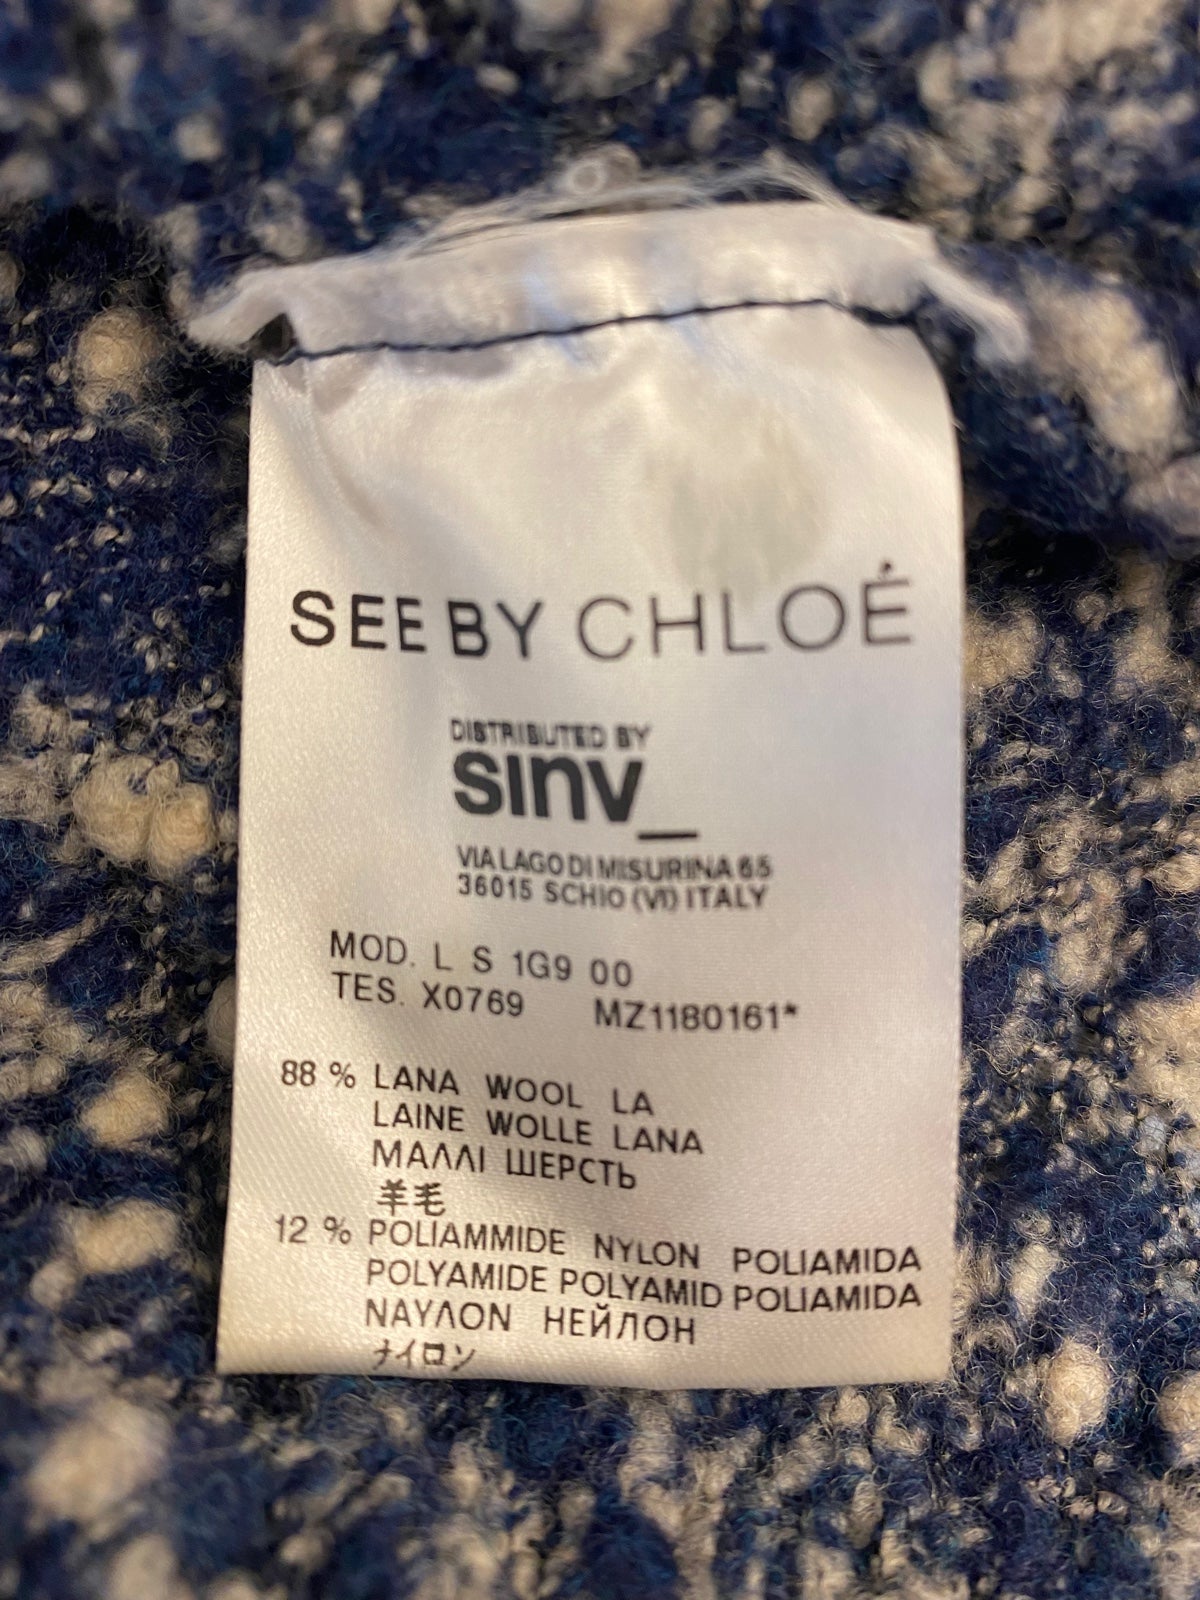 SEE BY CHLOÉ
DISTRIBUTED BY
sinv_
VIA LAGO DI MISURINA 65
36015 SCHIO (VI) ITALY
MOD. L S 1G9 00
TES. X0769 MZ1180161*
88 % LANA WOOL LA
LAINE WOLLE LANA
ΜΑΛΛΙ ШЕРСТЬ
羊毛
12 % POLIAMMIDE NYLON POLIAMIDA
POLYAMIDE POLYAMID POLIAMIDA
ΝΑΥΛΟΝ НЕЙЛОН
ナイロン